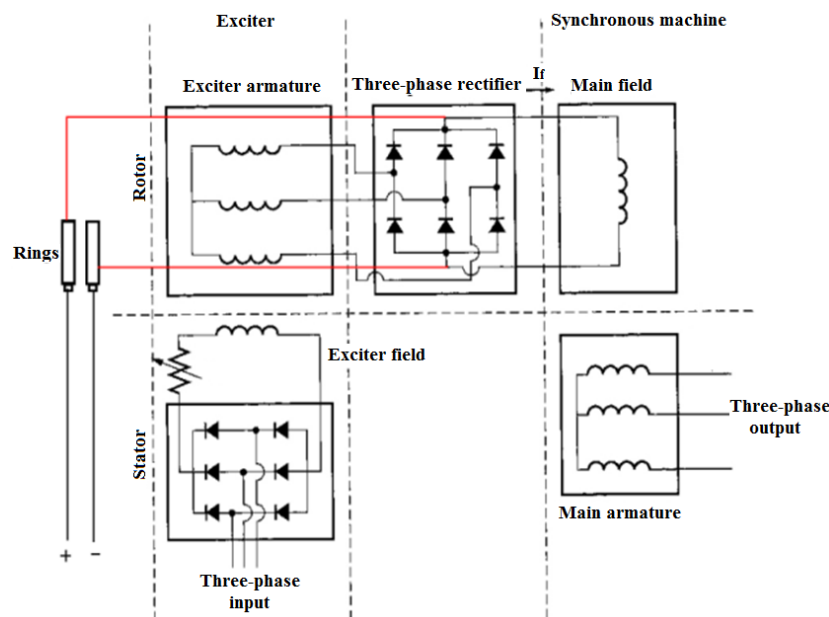 Exciter
Synchronous machine
Exciter armature
Three-phase rectifier
If
Main field
Rotor
Rings
Exciter field
Stator
Three-phase
output
Main armature
+ −
Three-phase
input